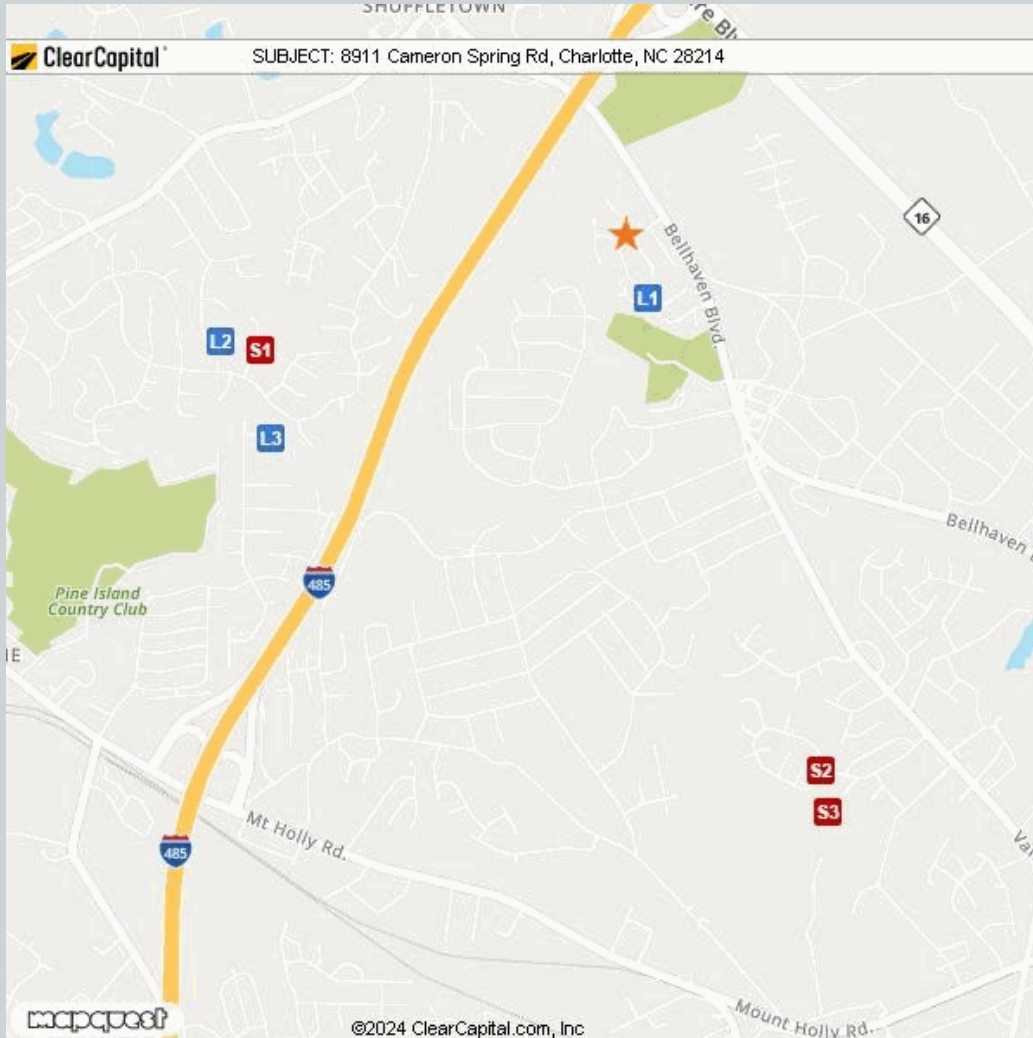 SHUFFLETOWN
ClearCapital
SUBJECT: 8911 Cameron Spring Rd, Charlotte, NC 28214
16
Bellhaven Blvd.
L1
L2
S1
L3
Bellhaven
485
Pine Island
Country Club
S2
S3
Mt Holly Rd.
485
Mount Holly Rd.
mapquest
©2024 ClearCapital.com, Inc